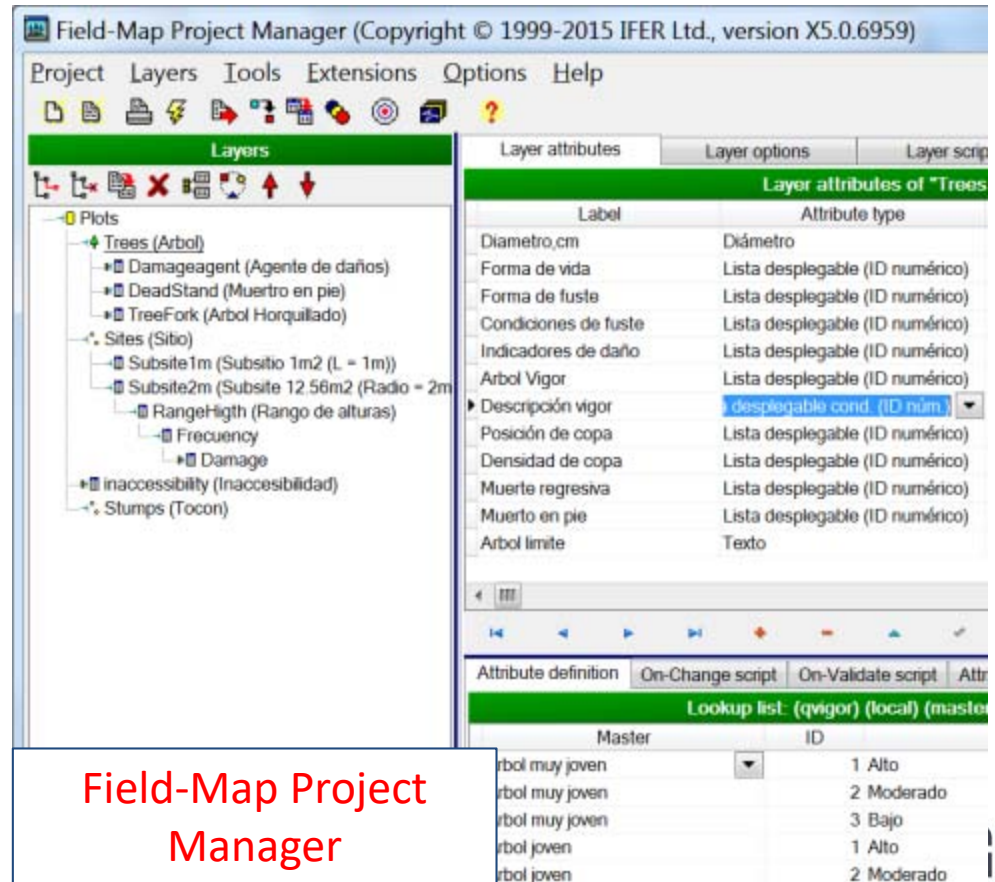 Field-Map Project Manager (Copyright © 1999-2015 IFER Ltd., version X5.0.6959)
Project Layers Tools Extensions Options Help
Layers
Plots
Trees (Arbol)
Damageagent (Agente de daños)
DeadStand (Muertro en pie)
TreeFork (Arbol Horquillado)
Sites (Sitio)
Subsite1m (Subsitio 1m2 (L = 1m))
Subsite2m (Subsite 12.56m2 (Radio = 2m
RangeHigth (Rango de alturas)
Frecuency
Damage
inaccessibility (Inaccesibilidad)
Stumps (Tocon)
Layer attributes Layer options Layer scrip
Layer attributes of "Trees
Label Attribute type
Diametro,cm Diámetro
Forma de vida Lista desplegable (ID numérico)
Forma de fuste Lista desplegable (ID numérico)
Condiciones de fuste Lista desplegable (ID numérico)
Indicadores de daño Lista desplegable (ID numérico)
Arbol Vigor Lista desplegable (ID numérico)
Descripción vigor desplegable cond. (ID núm.)
Posición de copa Lista desplegable (ID numérico)
Densidad de copa Lista desplegable (ID numérico)
Muerte regresiva Lista desplegable (ID numérico)
Muerto en pie Lista desplegable (ID numérico)
Arbol limite Texto
Attribute definition On-Change script On-Validate script Attr
Lookup list: (qvigor) (local) (master
Master ID
rbol muy joven 1 Alto
rbol muy joven 2 Moderado
rbol muy joven 3 Bajo
rbol joven 1 Alto
rbol joven 2 Moderado
Field-Map Project
Manager